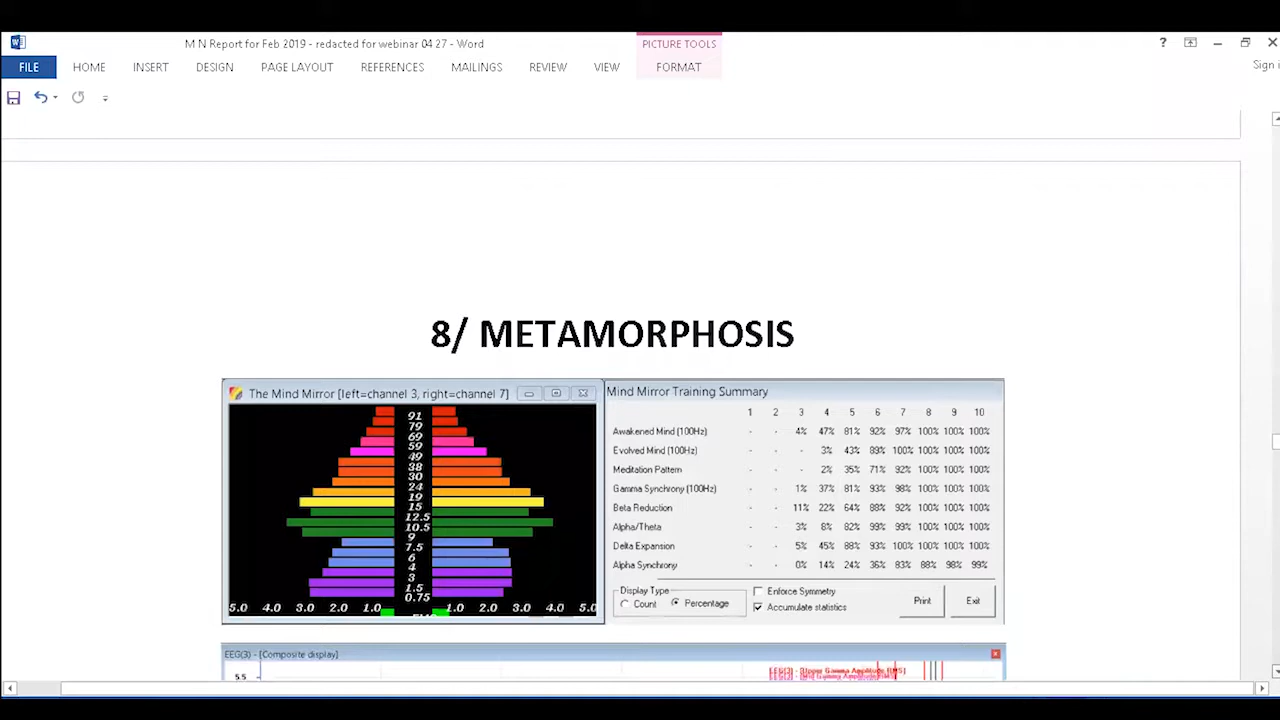 M N Report for Feb 2019 - redacted for webinar 04 27 - Word
PICTURE TOOLS
?
FILE HOME INSERT DESIGN PAGE LAYOUT REFERENCES MAILINGS REVIEW VIEW FORMAT
Sign i
8/ METAMORPHOSIS
The Mind Mirror [left=channel 3, right=channel 7]
91
79
69
59
49
38
30
24
19
15
12.5
10.5
9
7.5
6
4
3
1.5
0.75
5.0 4.0 3.0 2.0 1.0 1.0 2.0 3.0 4.0 5.0
Mind Mirror Training Summary
1 2 3 4 5 6 7 8 9 10
Awakened Mind (100Hz) - - 4% 47% 81% 92% 97% 100% 100% 100%
Evolved Mind (100Hz) - - - 3% 43% 89% 100% 100% 100% 100%
Meditation Pattern - - - 2% 35% 71% 92% 100% 100% 100%
Gamma Synchrony (100Hz) - - 1% 37% 81% 93% 98% 100% 100% 100%
Beta Reduction - - 11% 22% 64% 88% 92% 100% 100% 100%
Alpha/Theta - - 3% 8% 82% 99% 99% 100% 100% 100%
Delta Expansion - - 5% 45% 88% 93% 100% 100% 100% 100%
Alpha Synchrony - - 0% 14% 24% 36% 83% 88% 98% 99%
Display Type
Count Percentage
Enforce Symmetry
Accumulate statistics
Print
Exit
EEG(3) - [Composite display]
5.5
EEG(3) - Upper Gamma Amplitude